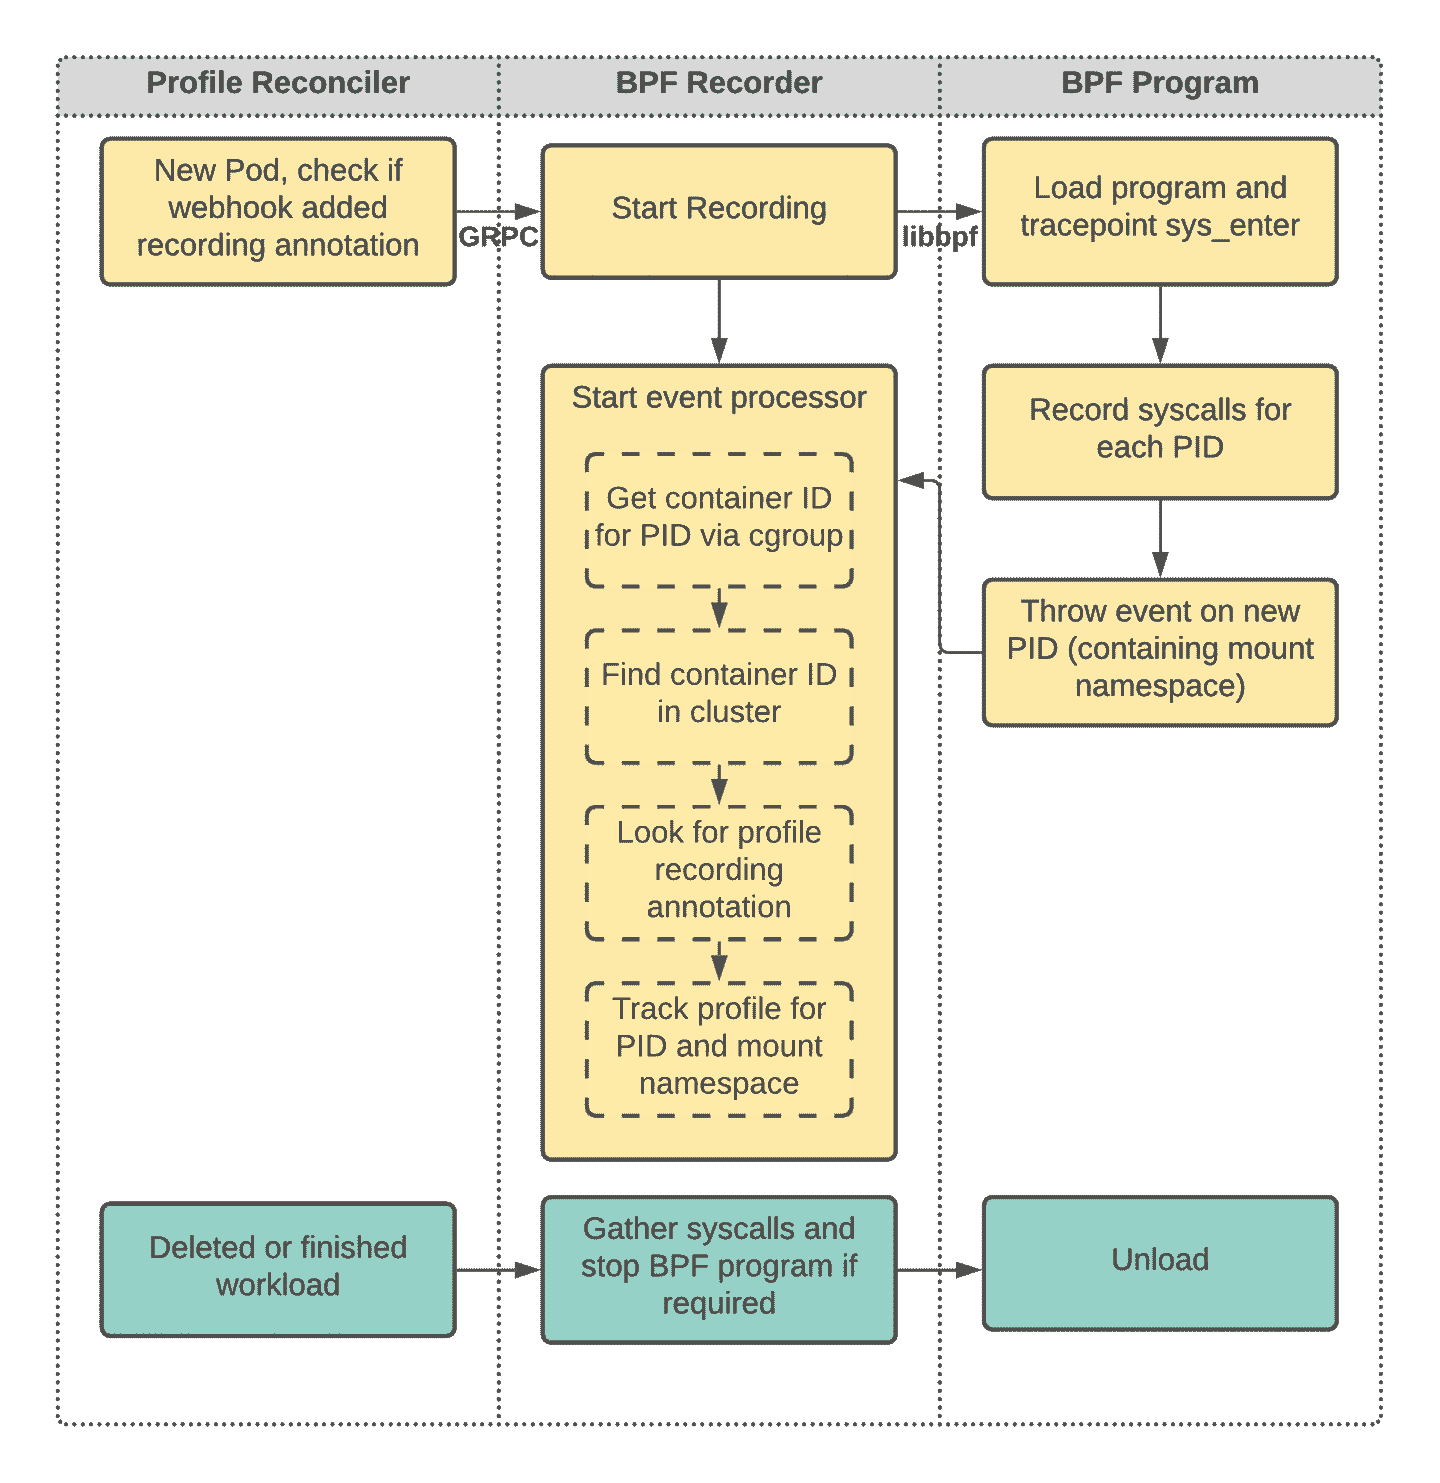 Profile Reconciler
BPF Recorder
BPF Program
New Pod, check if
webhook added
recording annotation
GRPC
Start Recording
libbpf
Load program and
tracepoint sys_enter
Start event processor
Get container ID
for PID via cgroup
Find container ID
in cluster
Look for profile
recording
annotation
Track profile for
PID and mount
namespace
Record syscalls for
each PID
Throw event on new
PID (containing mount
namespace)
Deleted or finished
workload
Gather syscalls and
stop BPF program if
required
Unload